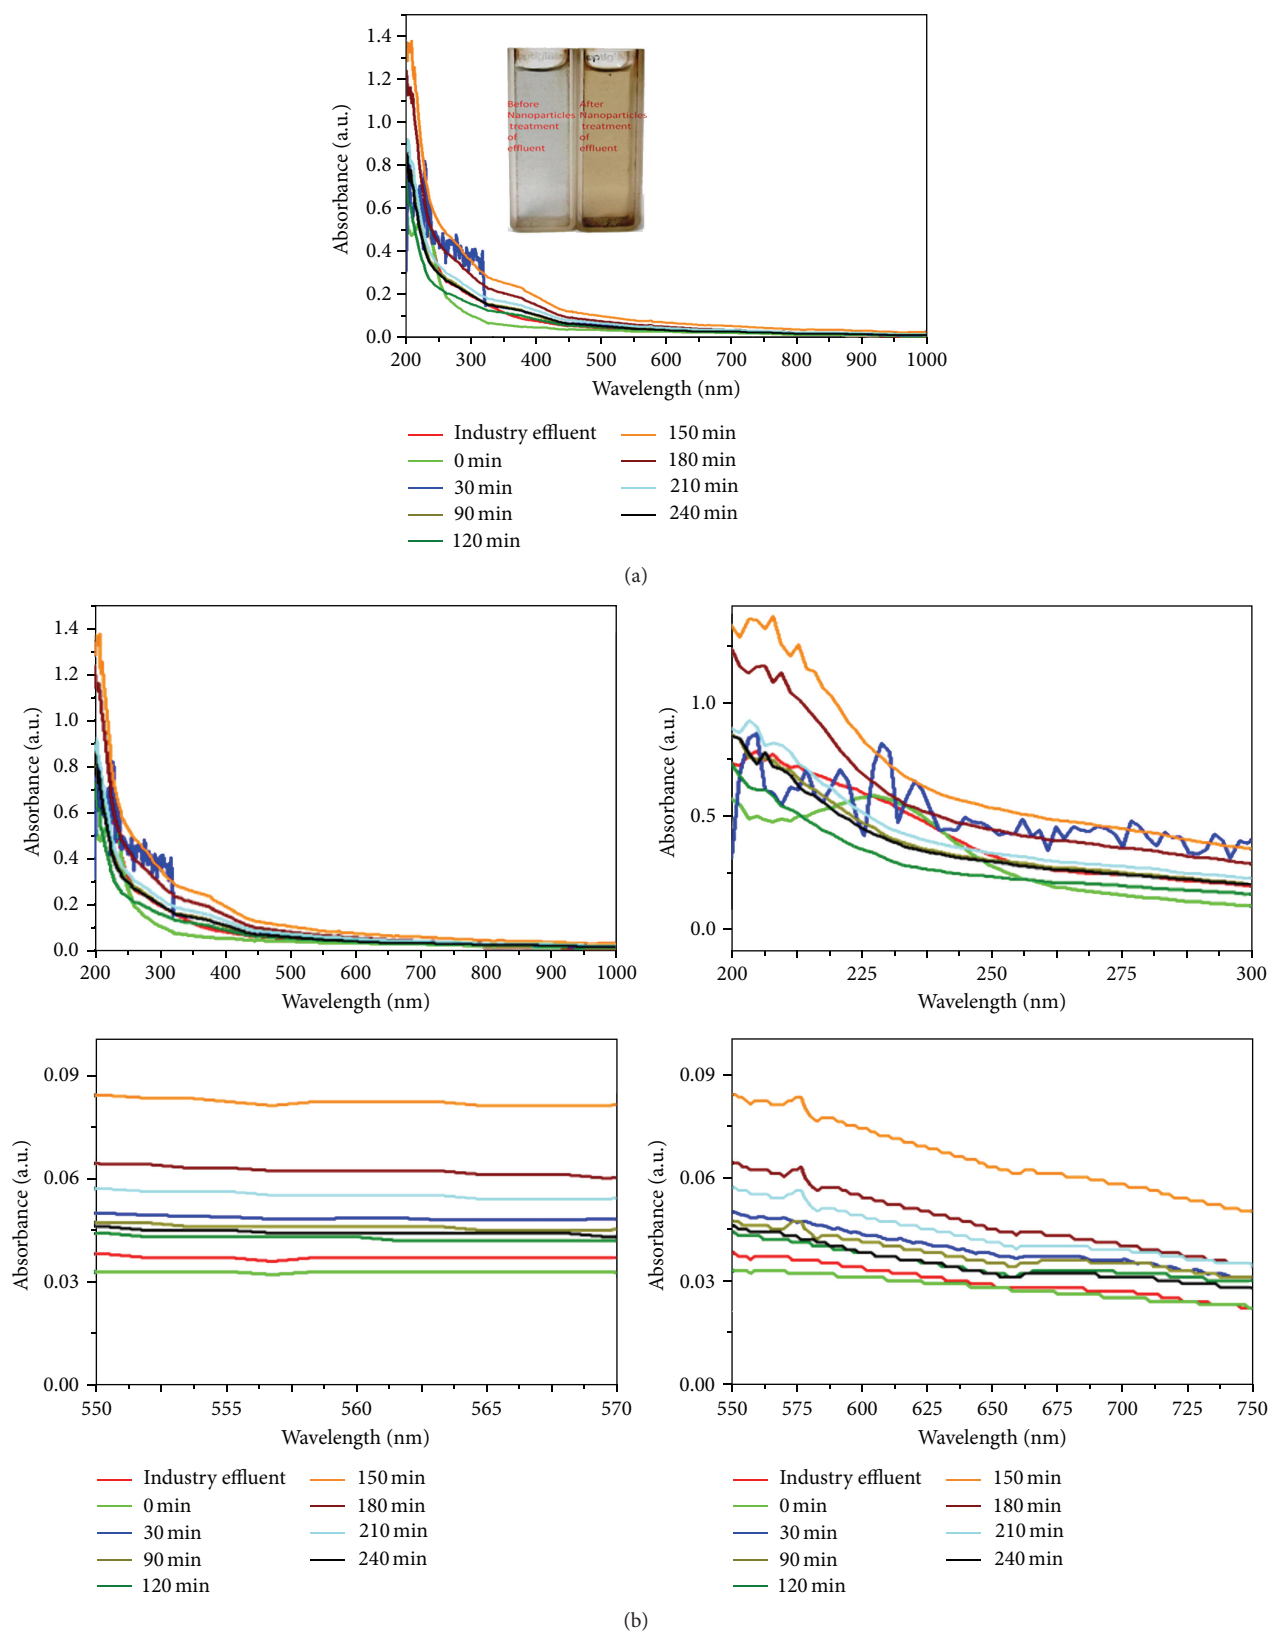 1.4
1.2
1.0
0.8
0.6
0.4
0.2
0.0
Absorbance (a.u.)
Before
Nanoparticles
treatment
of
effluent
After
Nanoparticles
treatment
of
effluent
200 300 400 500 600 700 800 900 1000
Wavelength (nm)
Industry effluent
0 min
30 min
90 min
120 min
150 min
180 min
210 min
240 min
(a)
1.4
1.2
1.0
0.8
0.6
0.4
0.2
0.0
Absorbance (a.u.)
200 300 400 500 600 700 800 900 1000
Wavelength (nm)
1.0
0.5
0.0
Absorbance (a.u.)
200 225 250 275 300
Wavelength (nm)
0.09
0.06
0.03
0.00
Absorbance (a.u.)
550 555 560 565 570
Wavelength (nm)
Industry effluent
0 min
30 min
90 min
120 min
150 min
180 min
210 min
240 min
0.09
0.06
0.03
0.00
Absorbance (a.u.)
550 575 600 625 650 675 700 725 750
Wavelength (nm)
Industry effluent
0 min
30 min
90 min
120 min
150 min
180 min
210 min
240 min
(b)